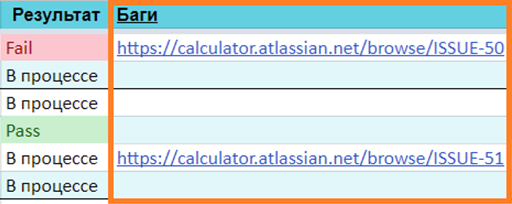 Результат Баги
Fail https://calculator.atlassian.net/browse/ISSUE-50
В процессе
В процессе
Pass
В процессе https://calculator.atlassian.net/browse/ISSUE-51
В процессе